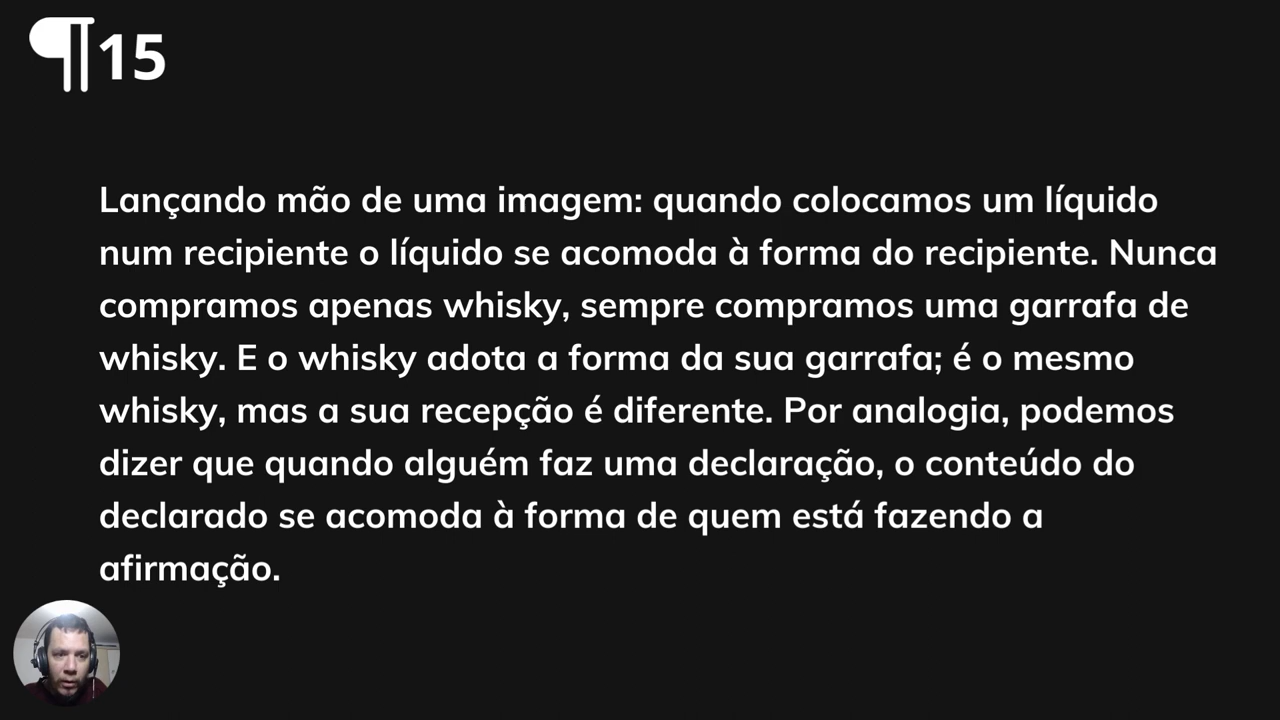 ¶15
Lançando mão de uma imagem: quando colocamos um líquido
num recipiente o líquido se acomoda à forma do recipiente. Nunca
compramos apenas whisky, sempre compramos uma garrafa de
whisky. E o whisky adota a forma da sua garrafa; é o mesmo
whisky, mas a sua recepção é diferente. Por analogia, podemos
dizer que quando alguém faz uma declaração, o conteúdo do
declarado se acomoda à forma de quem está fazendo a
afirmação.